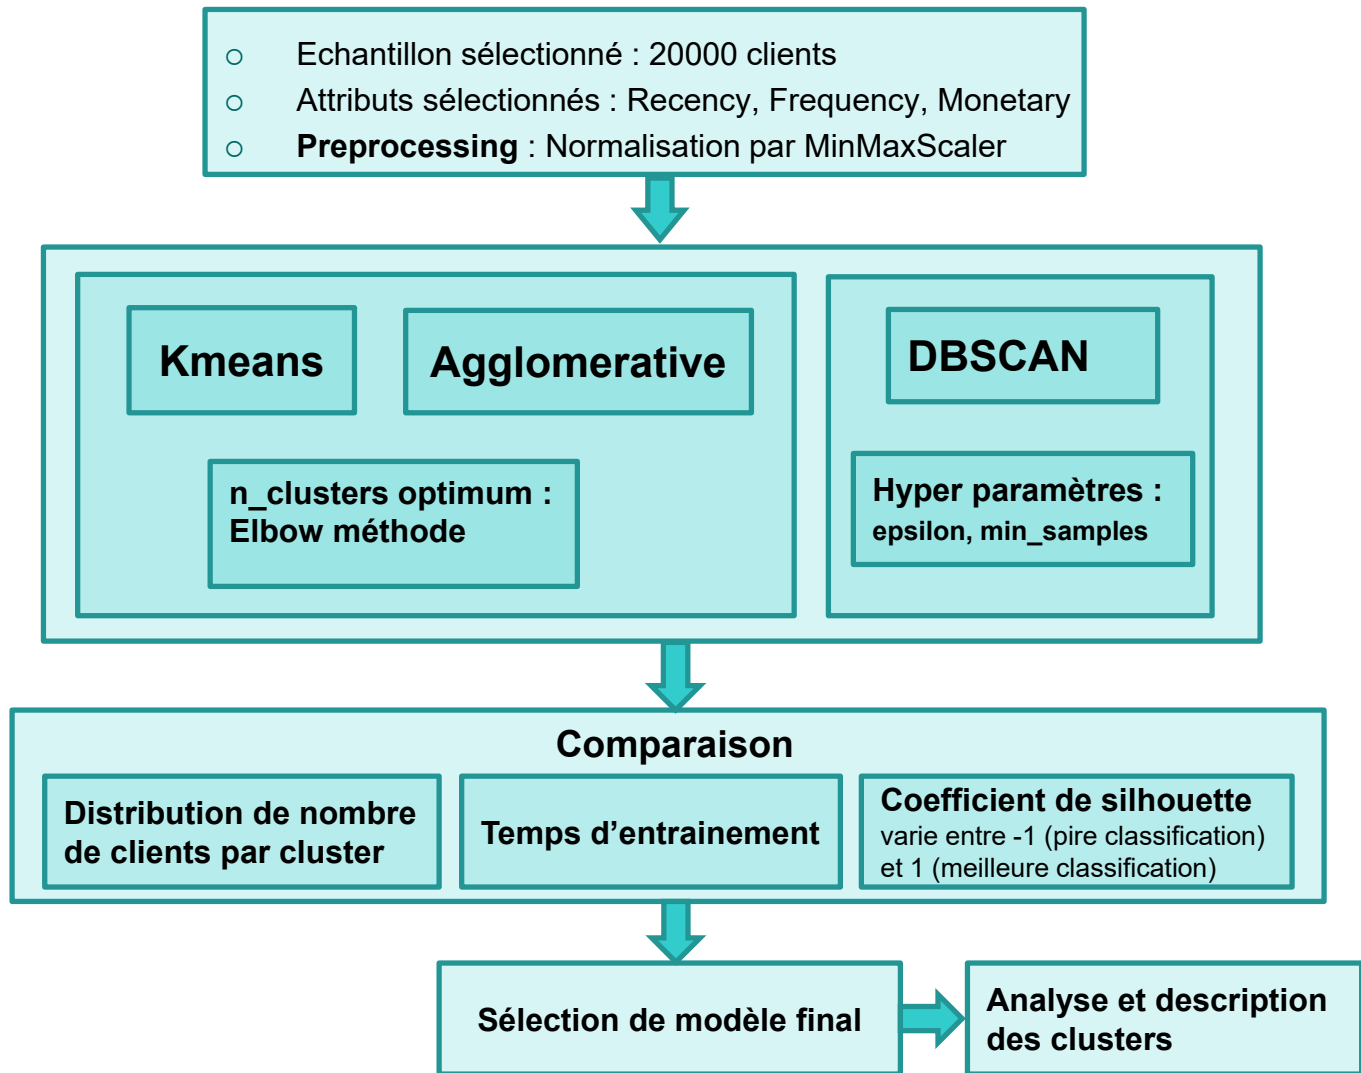 o Echantillon sélectionné : 20000 clients
o Attributs sélectionnés : Recency, Frequency, Monetary
o Preprocessing : Normalisation par MinMaxScaler
Kmeans
Agglomerative
n_clusters optimum :
Elbow méthode
DBSCAN
Hyper paramètres :
epsilon, min_samples
Comparaison
Distribution de nombre
de clients par cluster
Temps d’entrainement
Coefficient de silhouette
varie entre -1 (pire classification)
et 1 (meilleure classification)
Sélection de modèle final
Analyse et description
des clusters